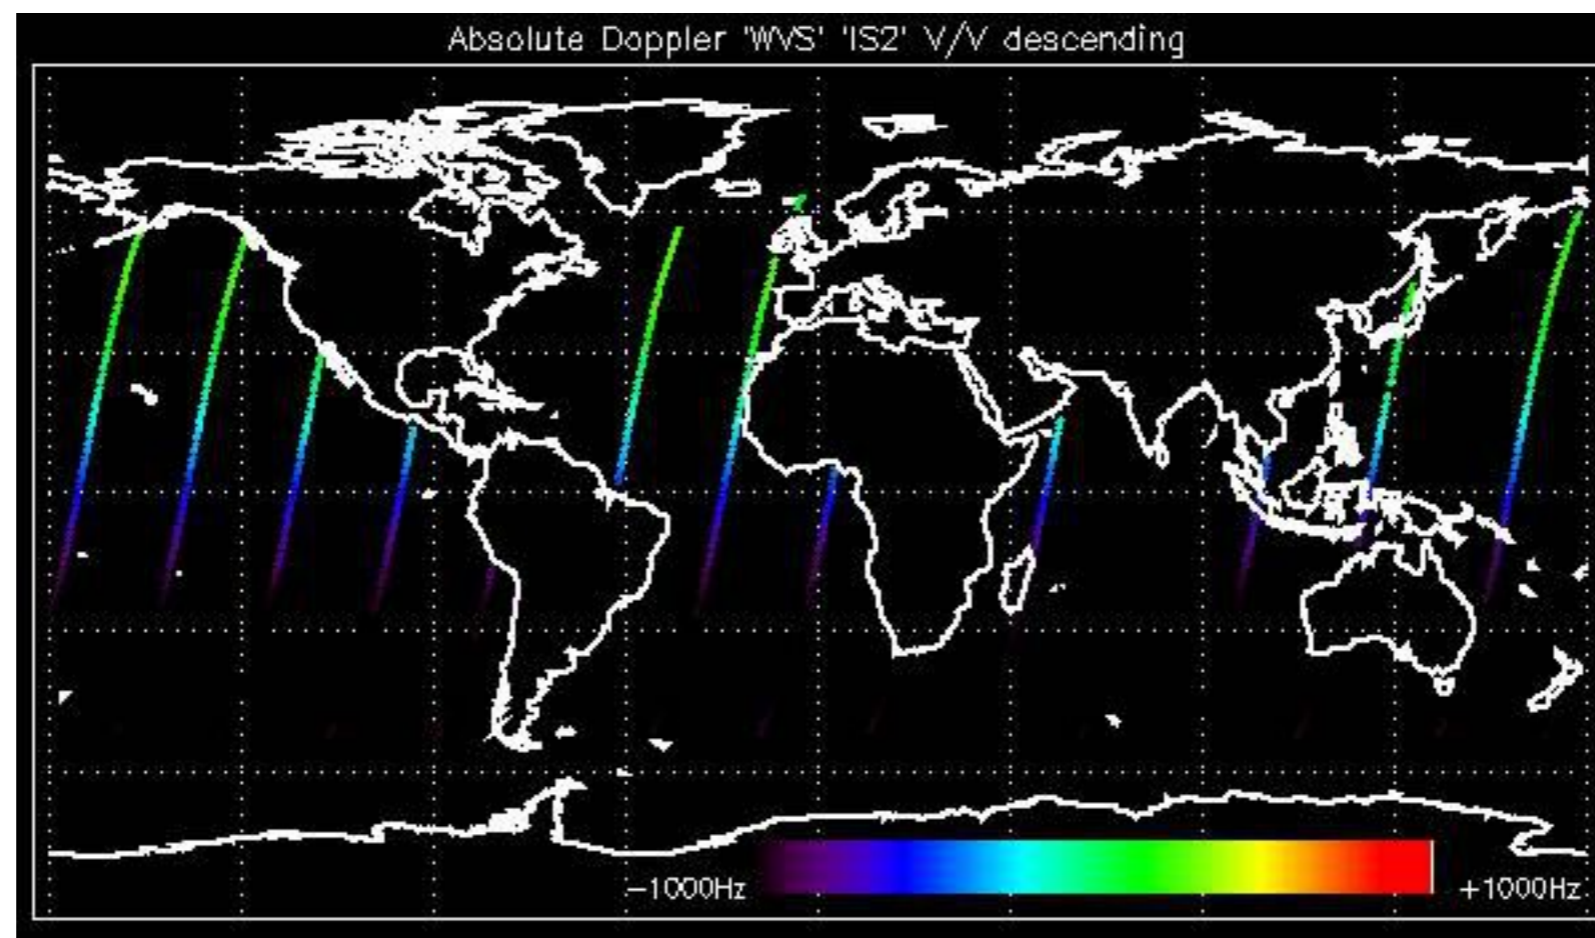 Absolute Doppler 'WVS' 'IS2' V/V descending
−1000Hz
+1000Hz